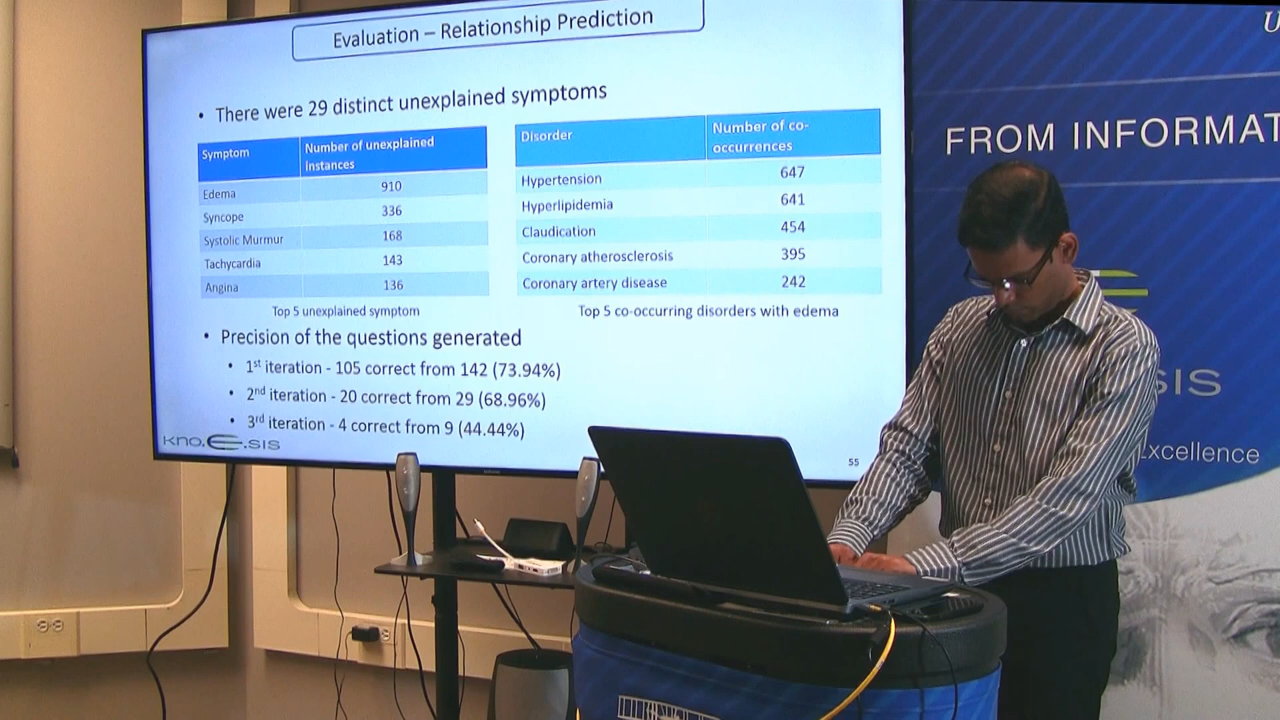 Evaluation – Relationship Prediction
• There were 29 distinct unexplained symptoms
Symptom Number of unexplained
instances
Edema 910
Syncope 336
Systolic Murmur 168
Tachycardia 143
Angina 136
Top 5 unexplained symptom
Disorder Number of co-
occurrences
Hypertension 647
Hyperlipidemia 641
Claudication 454
Coronary atherosclerosis 395
Coronary artery disease 242
Top 5 co-occurring disorders with edema
• Precision of the questions generated
• 1st iteration - 105 correct from 142 (73.94%)
• 2nd iteration - 20 correct from 29 (68.96%)
• 3rd iteration - 4 correct from 9 (44.44%)
kno.e.sis
55
U
FROM INFORMAT
SIS
Excellence